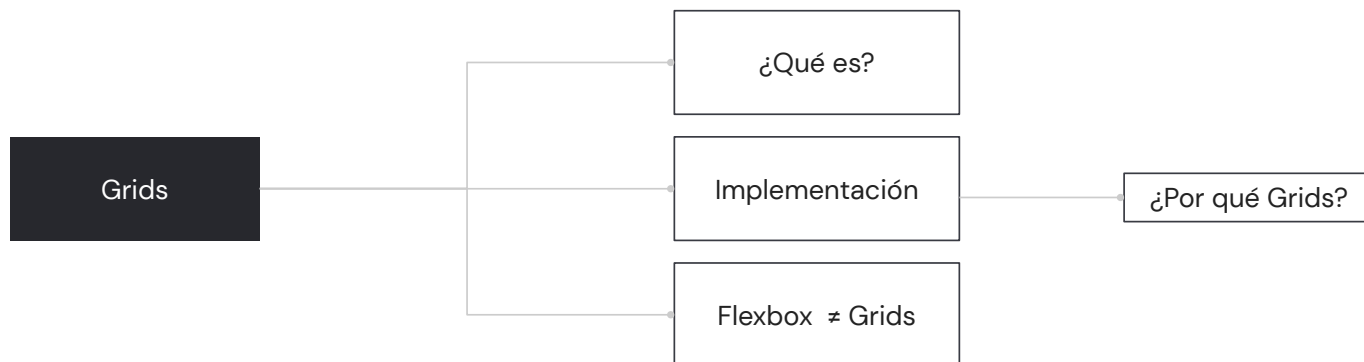 Grids
¿Qué es?
Implementación
¿Por qué Grids?
Flexbox ≠ Grids